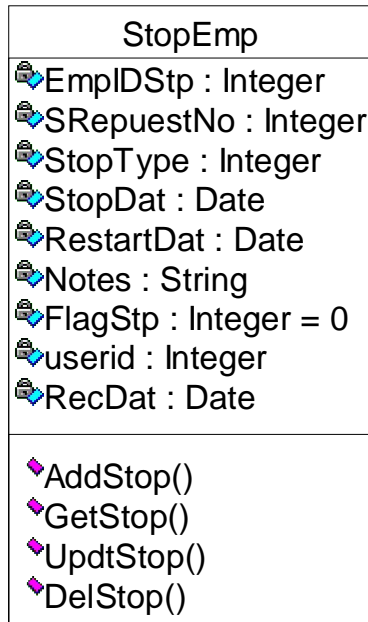 StopEmp
EmpIDStp : Integer
SRepuestNo : Integer
StopType : Integer
StopDat : Date
RestartDat : Date
Notes : String
FlagStp : Integer = 0
userid : Integer
RecDat : Date
AddStop()
GetStop()
UpdtStop()
DelStop()